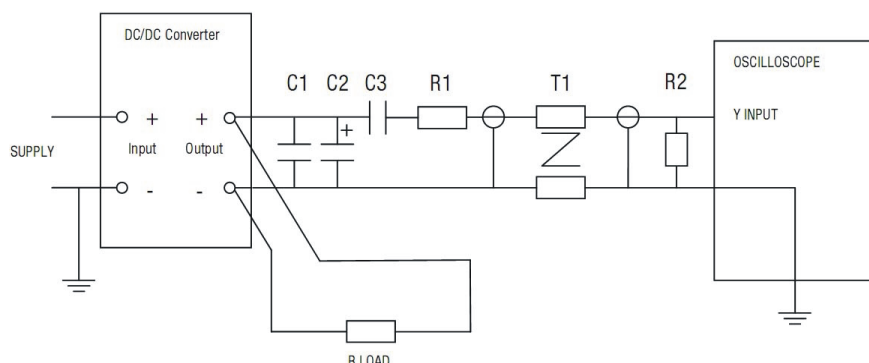 DC/DC Converter
C1 C2 C3 R1 T1 R2
OSCILLOSCOPE
+ + + Y INPUT
SUPPLY Input Output
- -
R LOAD